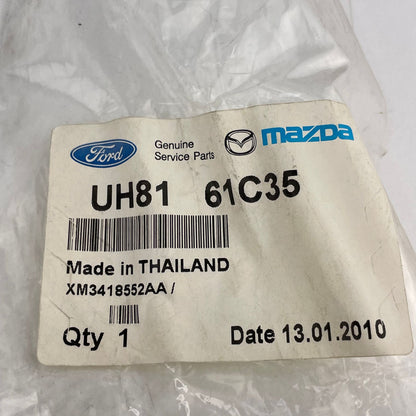 Ford Genuine Service Parts mazda
UH81 61C35
Made in THAILAND
XM3418552AA /
Qty 1 Date 13.01.2010